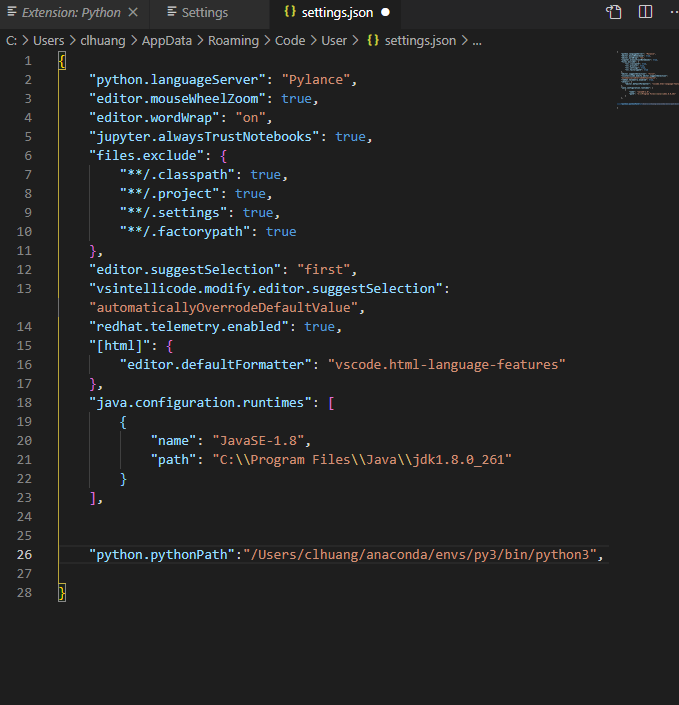 Extension: Python × Settings settings.json ●
C: > Users > clhuang > AppData > Roaming > Code > User > {} settings.json > ...
1 {
2 "python.languageServer": "Pylance",
3 "editor.mouseWheelZoom": true,
4 "editor.wordWrap": "on",
5 "jupyter.alwaysTrustNotebooks": true,
6 "files.exclude": {
7 "**/.classpath": true,
8 "**/.project": true,
9 "**/.settings": true,
10 "**/.factorypath": true
11 },
12 "editor.suggestSelection": "first",
13 "vsintellicode.modify.editor.suggestSelection":
"automaticallyOverrodeDefaultValue",
14 "redhat.telemetry.enabled": true,
15 "[html]": {
16 "editor.defaultFormatter": "vscode.html-language-features"
17 },
18 "java.configuration.runtimes": [
19 {
20 "name": "JavaSE-1.8",
21 "path": "C:\\Program Files\\Java\\jdk1.8.0_261"
22 }
23 ],
24
25
26 "python.pythonPath":"/Users/clhuang/anaconda/envs/py3/bin/python3",
27
28 }